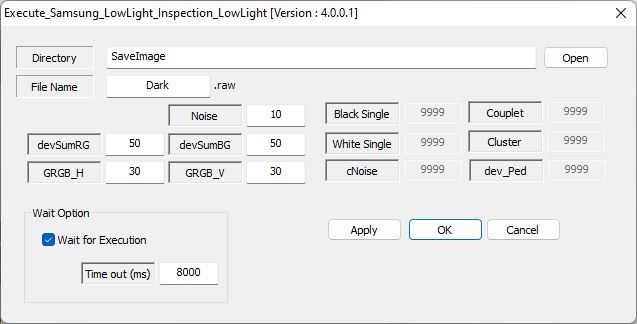 Execute_Samsung_LowLight_Inspection_LowLight [Version : 4.0.0.1]
Directory SaveImage Open
File Name Dark .raw
Noise 10 Black Single 9999 Couplet 9999
devSumRG 50 devSumBG 50 White Single 9999 Cluster 9999
GRGB_H 30 GRGB_V 30 cNoise 9999 dev_Ped 9999
Wait Option
Wait for Execution Apply OK Cancel
Time out (ms) 8000